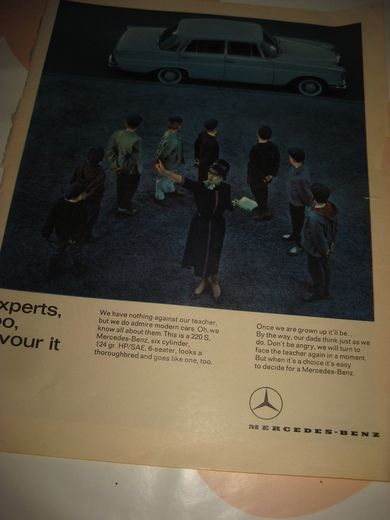 xperts,
oo,
vour it
We have nothing against our teacher,
but we do admire modern cars. Oh, we
know all about them. This is a 220 S,
Mercedes-Benz, six cylinder,
124 gr. HP/SAE, 6-seater, looks a
thoroughbred and goes like one, too.
Once we are grown up it'll be...
By the way, our dads think just as we
do. Don't be angry, we will turn to
face the teacher again in a moment.
But when it's a choice it's easy
to decide for a Mercedes-Benz.
MERCEDES-BENZ